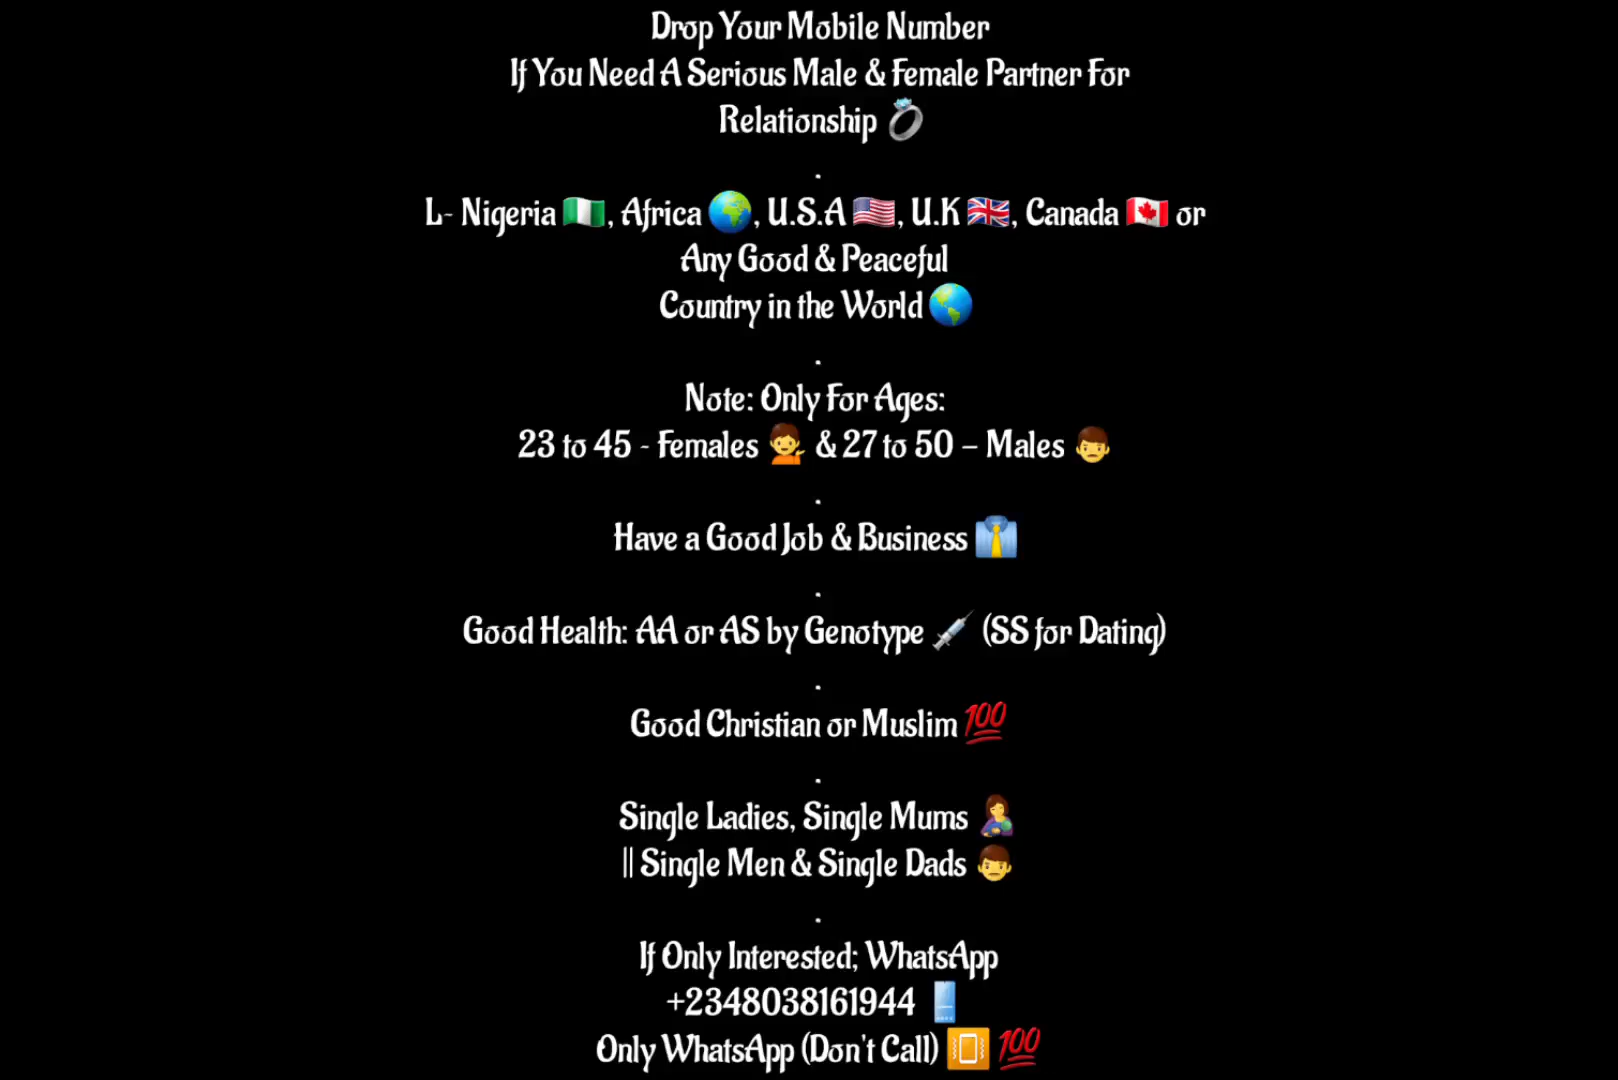 Drop Your Mobile Number
If You Need A Serious Male & Female Partner For
Relationship 💍
.
L- Nigeria 🇳🇬, Africa 🌍, U.S.A 🇺🇸, U.K 🇬🇧, Canada 🇨🇦 or
Any Good & Peaceful
Country in the World 🌎
.
Note: Only For Ages:
23 to 45 - Females 💁 & 27 to 50 – Males 👨
.
Have a Good Job & Business 👔
.
Good Health: AA or AS by Genotype 💉 (SS for Dating)
.
Good Christian or Muslim 💯
.
Single Ladies, Single Mums 🤱
|| Single Men & Single Dads 👨
.
If Only Interested; WhatsApp
+2348038161944 📱
Only WhatsApp (Don't Call) 📳 💯